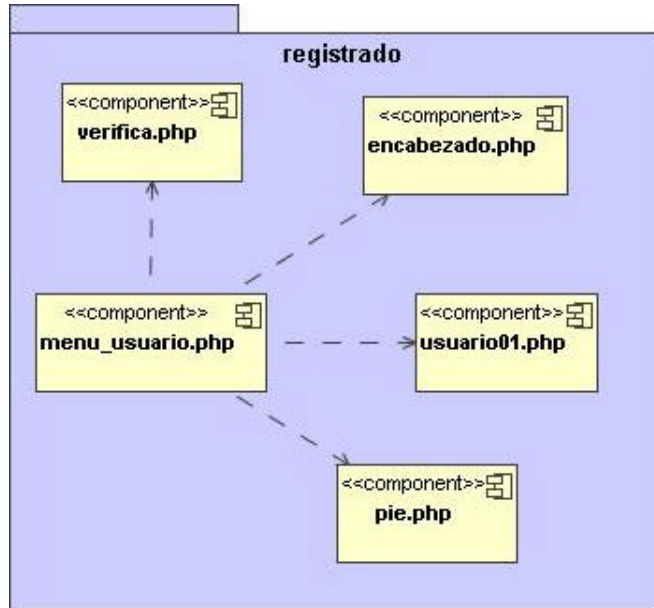 registrado
<<component>>
verifica.php
<<component>>
encabezado.php
<<component>>
menu_usuario.php
<<component>>
usuario01.php
<<component>>
pie.php